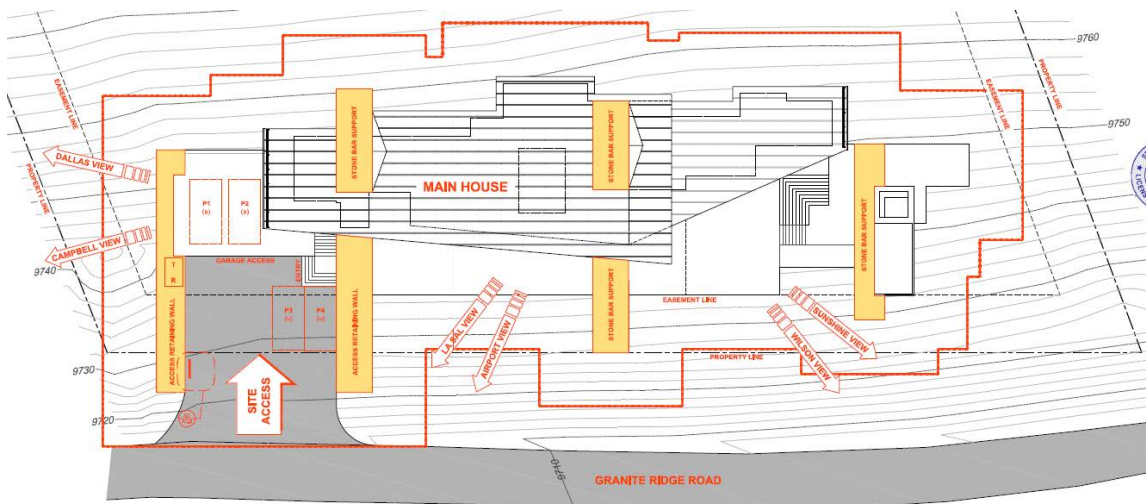 9760
PROPERTY LINE
EASEMENT LINE
EASEMENT LINE
PROPERTY LINE
9750
DALLAS VIEW
STONE BAR SUPPORT
STONE BAR SUPPORT
STONE BAR SUPPORT
MAIN HOUSE
P1
(e)
P2
(e)
CAMPBELL VIEW
9740
GARAGE ACCESS
ENTRY
T
R
P3
P4
ACCESS RETAINING WALL
ACCESS RETAINING WALL
STONE BAR SUPPORT
EASEMENT LINE
LA SAL VIEW
AIRPORT VIEW
SUNSHINE VIEW
WILSON VIEW
PROPERTY LINE
9730
SITE
ACCESS
9720
9710
GRANITE RIDGE ROAD